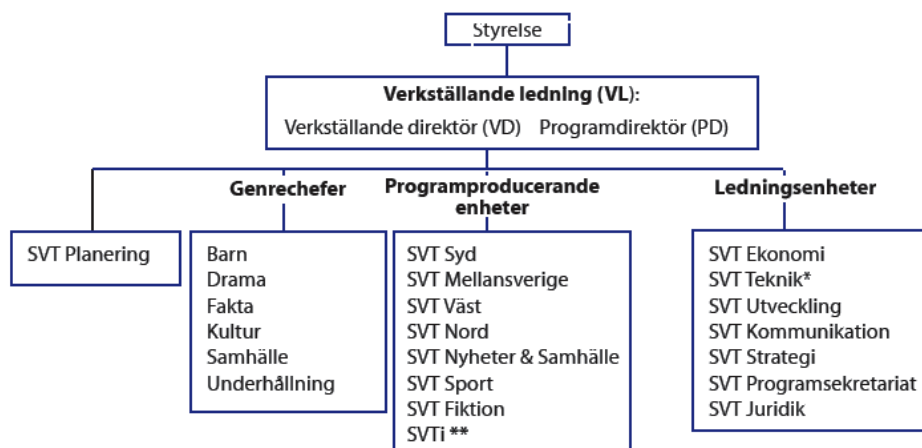 Styrelse
Verkställande ledning (VL):
Verkställande direktör (VD) Programdirektör (PD)
Genrechefer
Programproducerande
enheter
Ledningsenheter
SVT Planering
Barn
Drama
Fakta
Kultur
Samhälle
Underhållning
SVT Syd
SVT Mellansverige
SVT Väst
SVT Nord
SVT Nyheter & Samhälle
SVT Sport
SVT Fiktion
SVTi **
SVT Ekonomi
SVT Teknik*
SVT Utveckling
SVT Kommunikation
SVT Strategi
SVT Programsekretariat
SVT Juridik